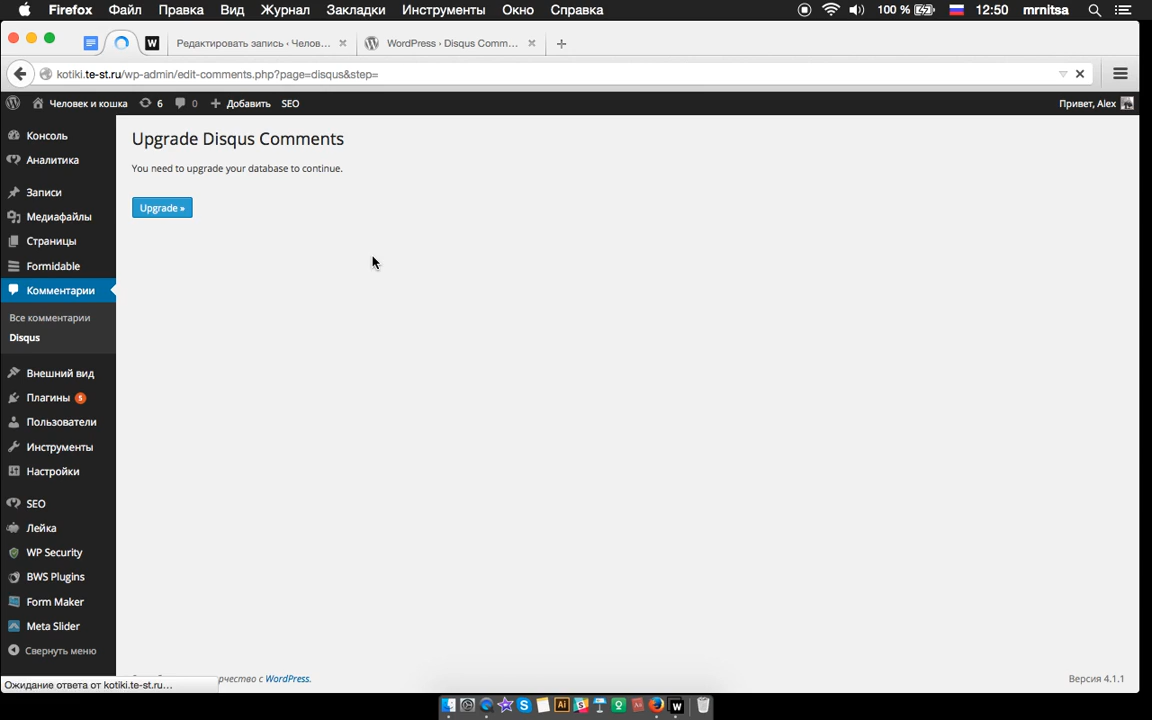 Firefox Файл Правка Вид Журнал Закладки Инструменты Окно Справка 100 % 12:50 mrnitsa
W Редактировать запись ‹ Челов... WordPress › Disqus Comm...
kotiki.te-st.ru/wp-admin/edit-comments.php?page=disqus&step=
Человек и кошка 6 0 + Добавить SEO Привет, Alex
Консоль
Аналитика
Записи
Медиафайлы
Страницы
Formidable
Комментарии
Все комментарии
Disqus
Внешний вид
Плагины 5
Пользователи
Инструменты
Настройки
SEO
Лейка
WP Security
BWS Plugins
Form Maker
Meta Slider
Свернуть меню
Upgrade Disqus Comments
You need to upgrade your database to continue.
Upgrade »
рчество с WordPress. Версия 4.1.1
Ожидание ответа от kotiki.te-st.ru...
Ai W